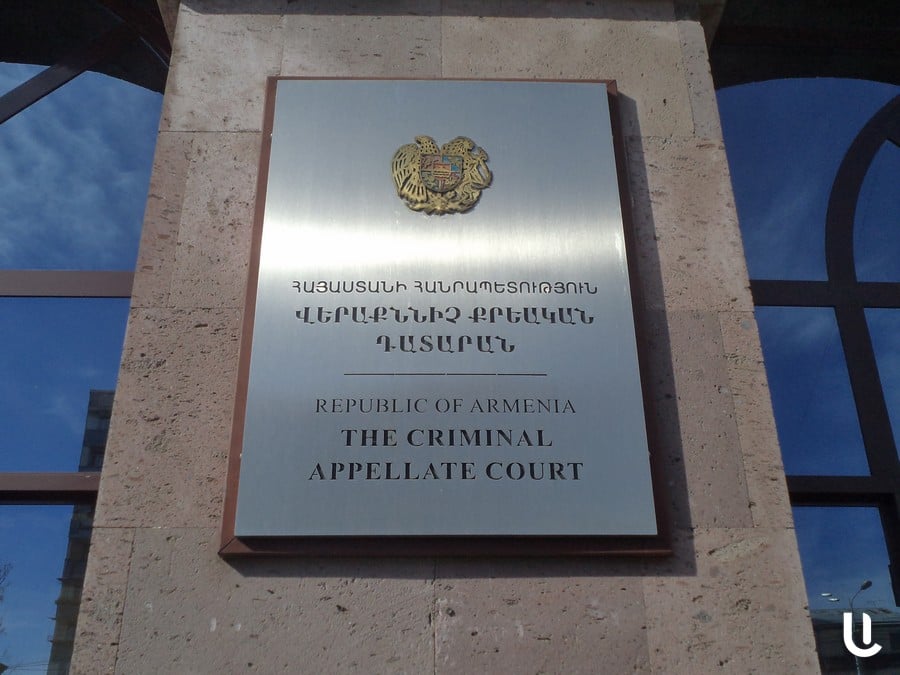 ՀԱՅԱՍՏԱՆԻ ՀԱՆՐԱՊԵՏՈՒԹՅՈՒՆ
ՎԵՐԱՔՆՆԻՉ ՔՐԵԱԿԱՆ
ԴԱՏԱՐԱՆ
REPUBLIC OF ARMENIA
THE CRIMINAL
APPELLATE COURT